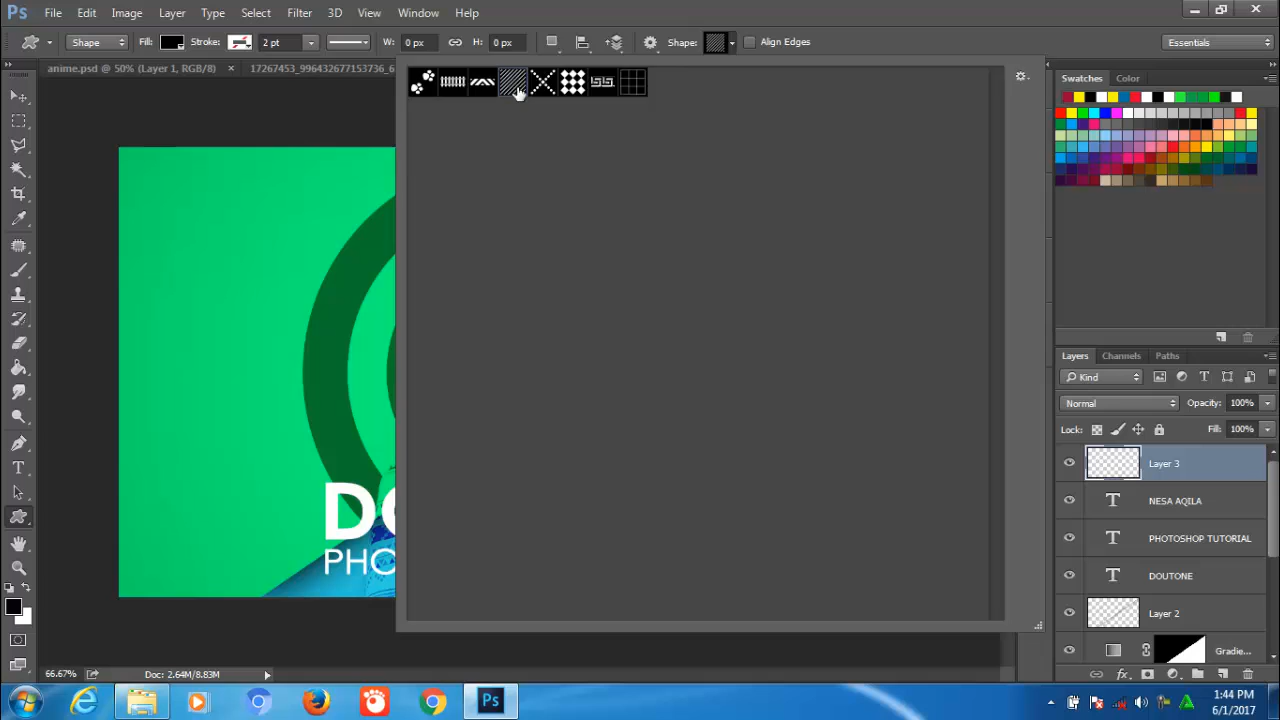 Ps File Edit Image Layer Type Select Filter 3D View Window Help
Shape Fill: Stroke: 2 pt W: 0 px H: 0 px Shape: Align Edges Essentials
anime.psd @ 50% (Layer 1, RGB/8) × 17267453_996432677153736_6
Swatches Color
DO
PHO
Layers Channels Paths
Kind
Normal Opacity: 100%
Lock: Fill: 100%
Layer 3
T NESA AQILA
T PHOTOSHOP TUTORIAL
T DOUTONE
Layer 2
Gradie...
66.67% Doc: 2.64M/8.83M
Ps
1:44 PM
6/1/2017